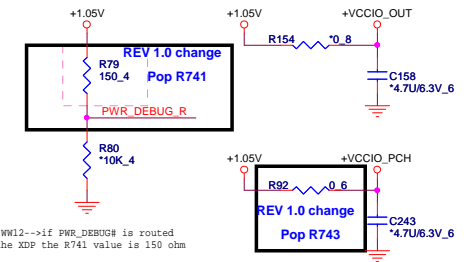 +1.05V
+1.05V
+VCCIO_OUT
REV 1.0 change
R79
150_4
Pop R741
R154
*0_8
C158
*4.7U/6.3V_6
PWR_DEBUG_R
R80
*10K_4
+1.05V
+VCCIO_PCH
R92
0_6
REV 1.0 change
Pop R743
C243
*4.7U/6.3V_6
WW12-->if PWR_DEBUG# is routed
he XDP the R741 value is 150 ohm